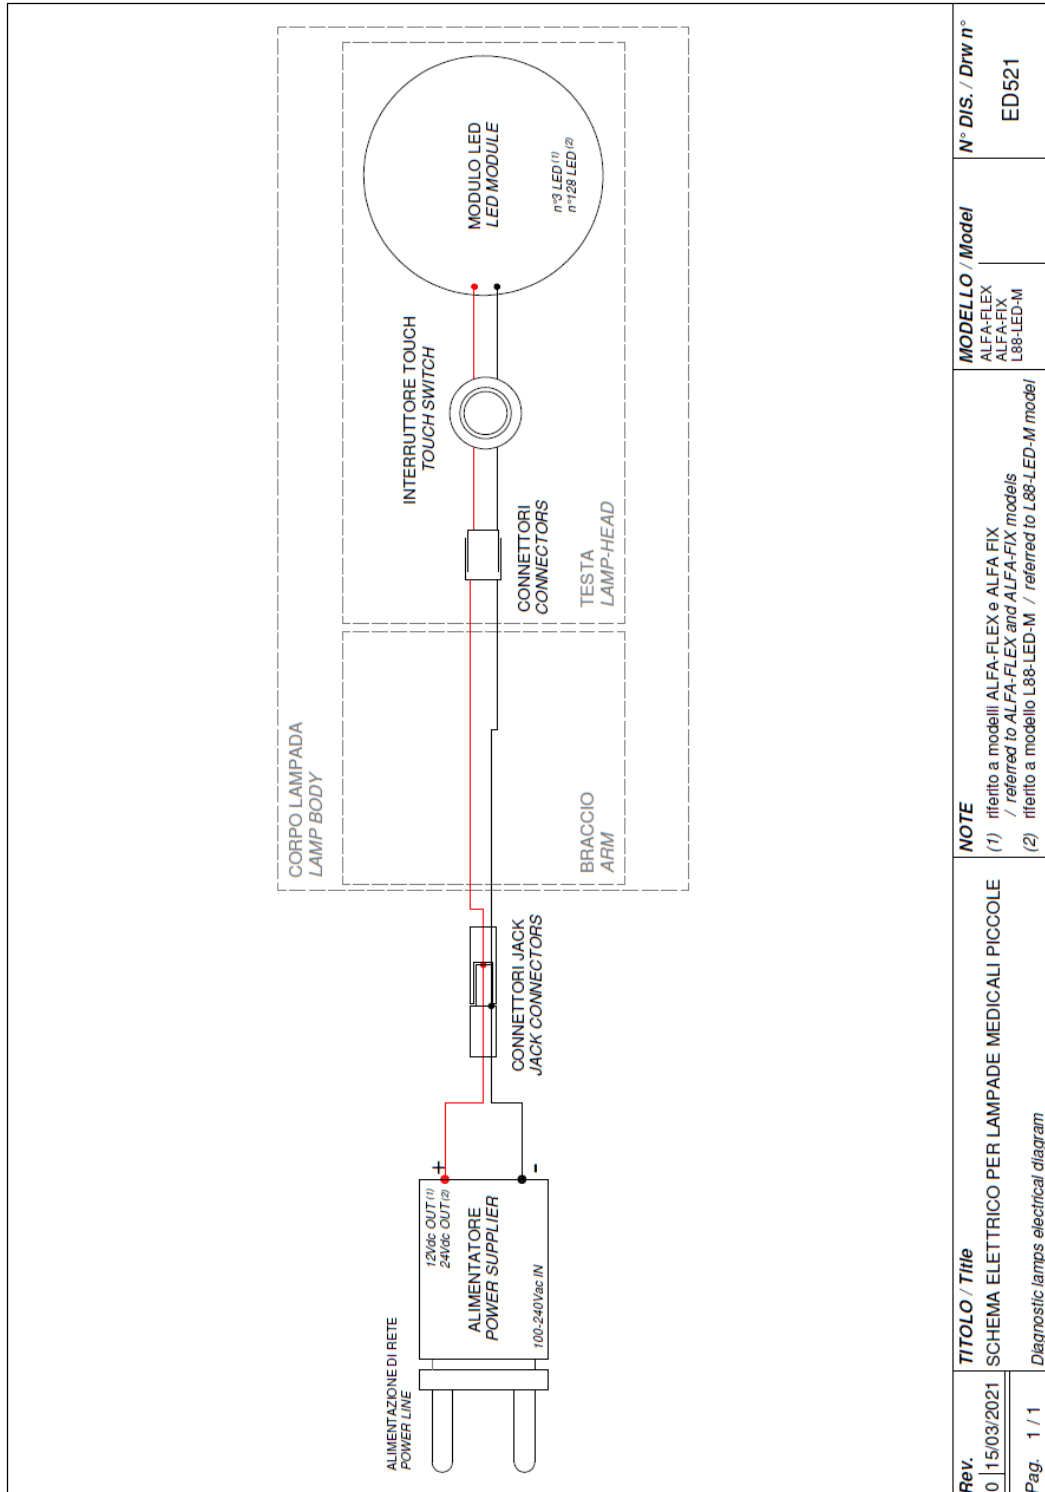 CORPO LAMPADA
LAMP BODY
MODULO LED
LED MODULE
n°3 LED (1)
n°128 LED (2)
INTERRUTTORE TOUCH
TOUCH SWITCH
CONNETTORI
CONNECTORS
TESTA
LAMP-HEAD
BRACCIO
ARM
CONNETTORI JACK
JACK CONNECTORS
+
-
12Vdc OUT (1)
24Vdc OUT (2)
ALIMENTATORE
POWER SUPPLIER
100-240Vac IN
ALIMENTAZIONE DI RETE
POWER LINE
Rev.
0 15/03/2021
Pag. 1 / 1
TITOLO / Title
SCHEMA ELETTRICO PER LAMPADE MEDICALI PICCOLE
Diagnostic lamps electrical diagram
NOTE
(1) riferito a modelli ALFA-FLEX e ALFA FIX
/ referred to ALFA-FLEX and ALFA-FIX models
(2) riferito a modello L88-LED-M / referred to L88-LED-M model
MODELLO / Model
ALFA-FLEX
ALFA-FIX
L88-LED-M
N° DIS. / Drw n°
ED521